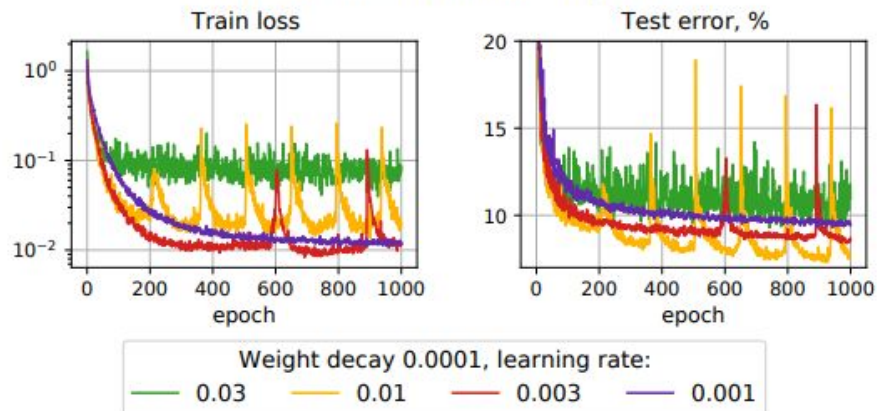 Train loss
Test error, %
10^0
10^-1
10^-2
0 200 400 600 800 1000
epoch
20
15
10
0 200 400 600 800 1000
epoch
Weight decay 0.0001, learning rate:
0.03 0.01 0.003 0.001